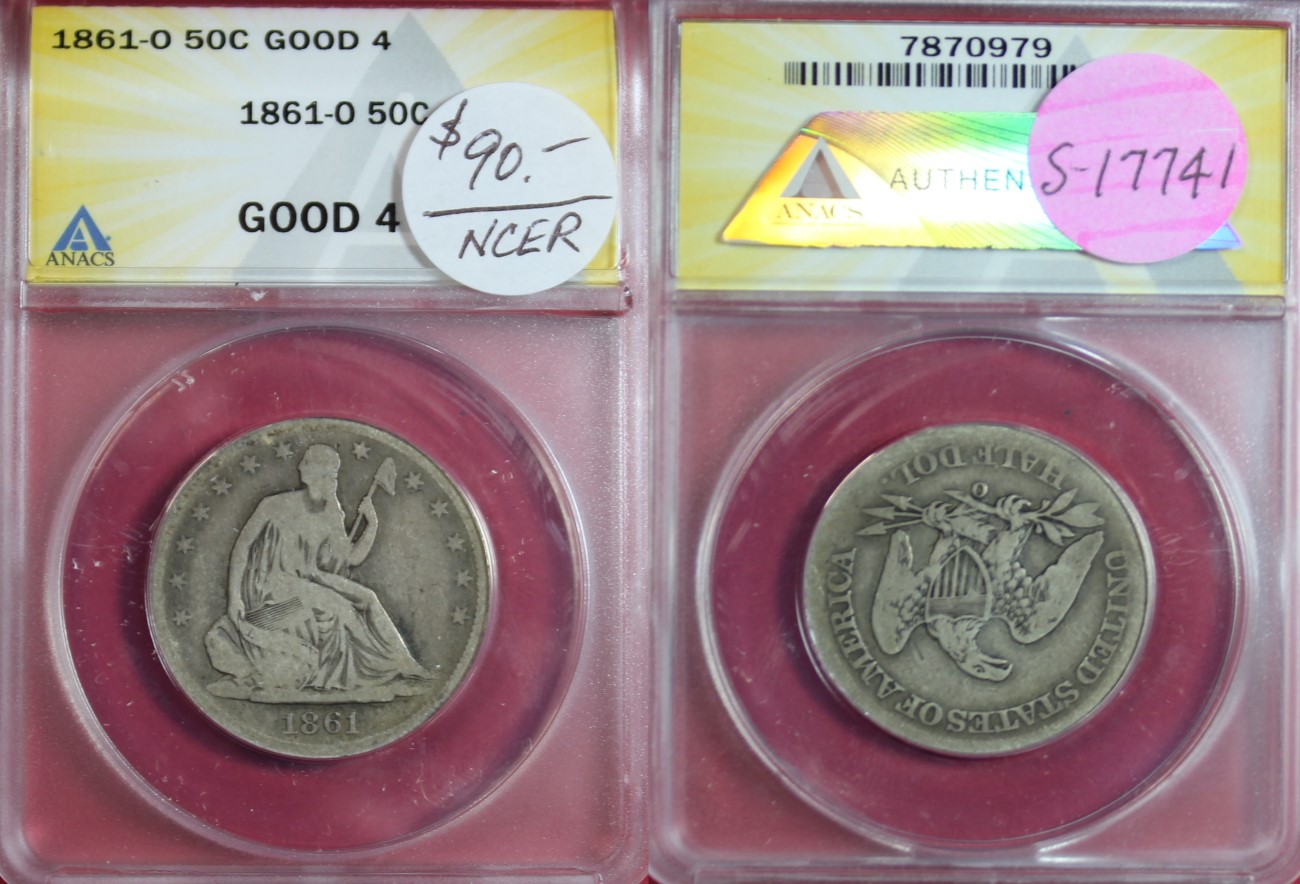 1861-O 50C GOOD 4
1861-O 50C
GOOD 4
ANACS
$90.-
NCER
1861
7870979
ANACS
AUTHEN
S-17741
UNITED STATES OF AMERICA
HALF DOL.
O